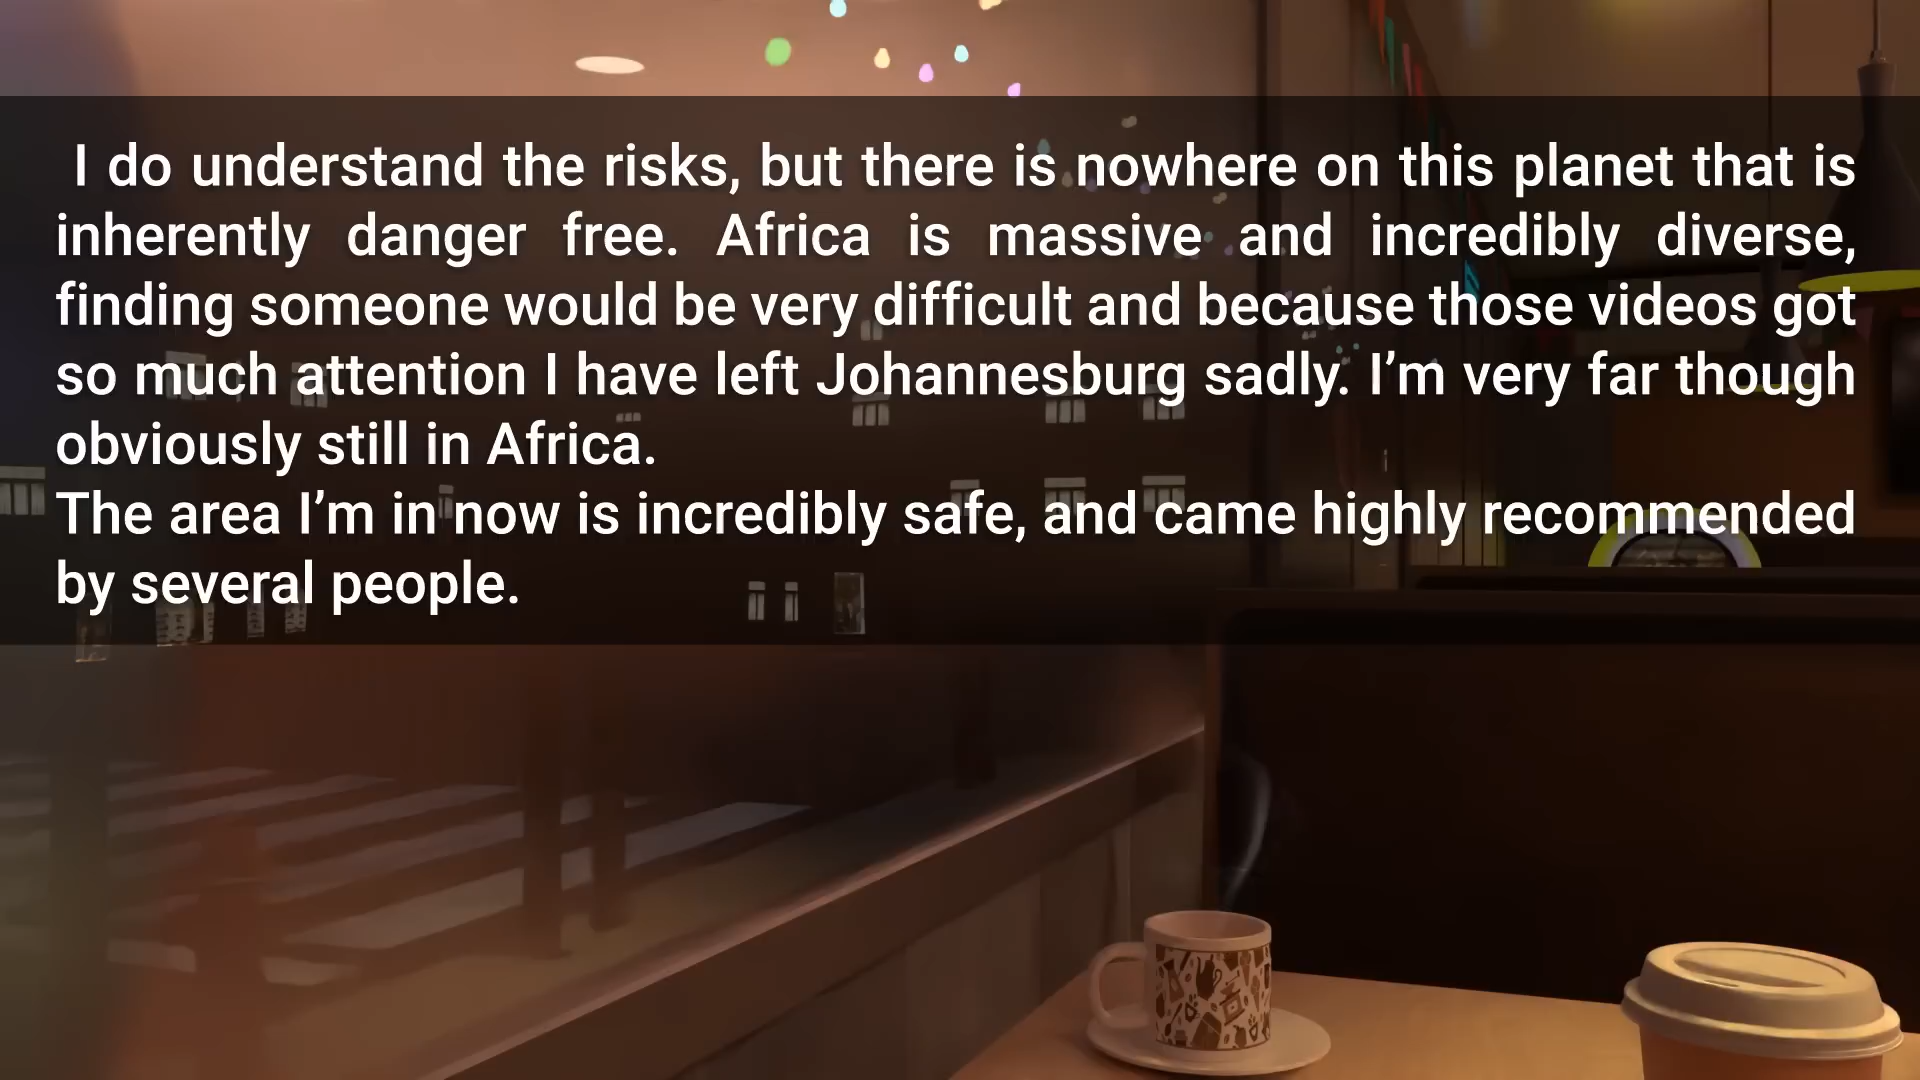 I do understand the risks, but there is nowhere on this planet that is
inherently danger free. Africa is massive and incredibly diverse,
finding someone would be very difficult and because those videos got
so much attention I have left Johannesburg sadly. I’m very far though
obviously still in Africa.
The area I’m in now is incredibly safe, and came highly recommended
by several people.